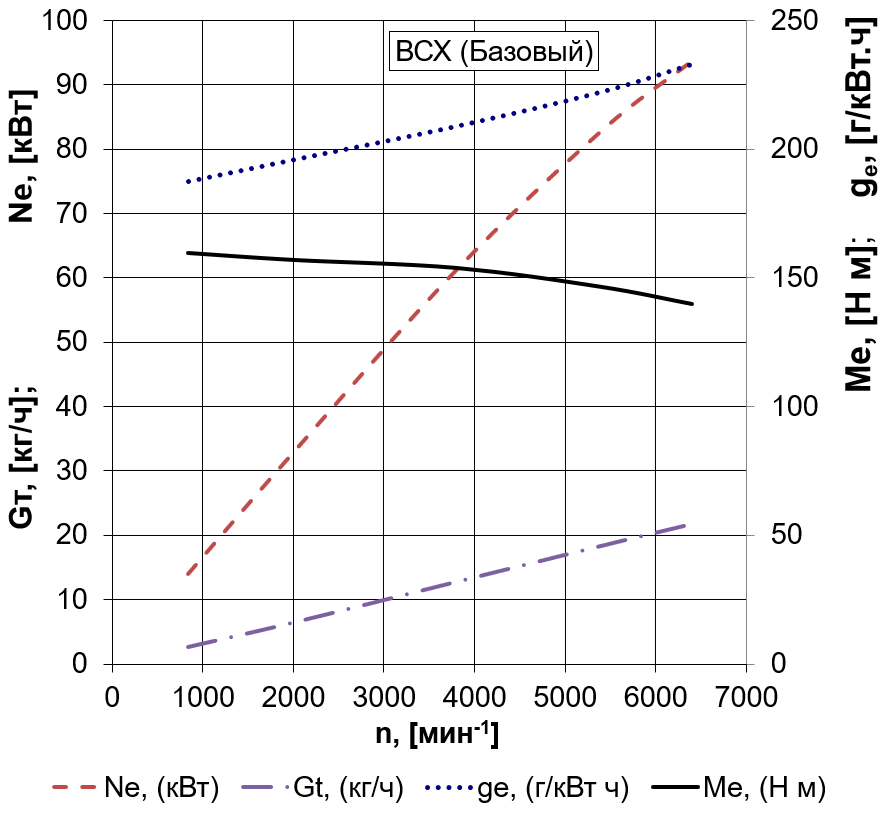 ВСХ (Базовый)
Ne, [кВт]
Gт, [кг/ч];
100
90
80
70
60
50
40
30
20
10
0
250
200
150
100
50
0
Me, [Н м]; ge, [г/кВт.ч]
0 1000 2000 3000 4000 5000 6000 7000
n, [мин-1]
Ne, (кВт) Gt, (кг/ч) ge, (г/кВт ч) Me, (Н м)